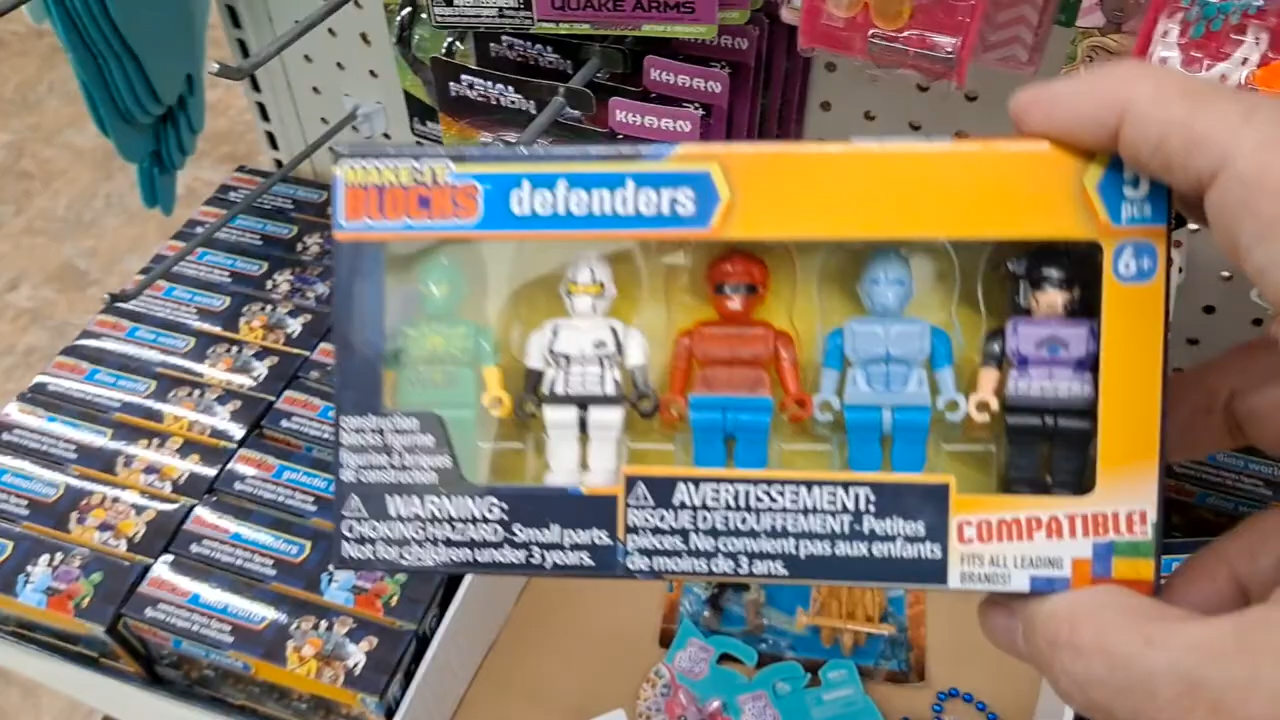 QUAKE ARMS
FINAL
FACTION
KHARN
FINAL
FACTION
KHARN
MAKE-IT
BLOCKS
defenders
5
pcs
6+
construction
blocks figurine
figurine à briques
de construction
WARNING:
CHOKING HAZARD - Small parts.
Not for children under 3 years.
AVERTISSEMENT:
RISQUE D'ÉTOUFFEMENT - Petites
pièces. Ne convient pas aux enfants
de moins de 3 ans.
COMPATIBLE!
FITS ALL LEADING
BRANDS!
police force
police force
dino world
dino world
dino world
demolition
galactic
defenders
dino world
dino world